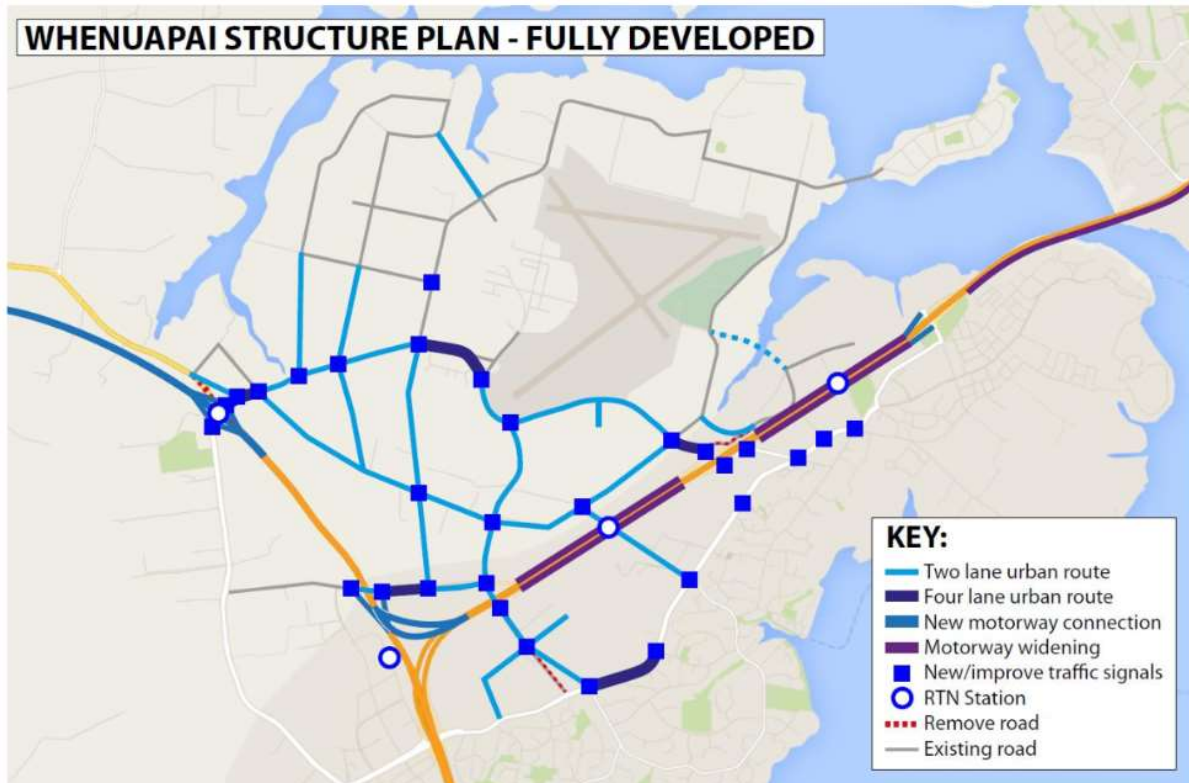 WHENUAPAI STRUCTURE PLAN - FULLY DEVELOPED
KEY:
Two lane urban route
Four lane urban route
New motorway connection
Motorway widening
New/improve traffic signals
RTN Station
Remove road
Existing road